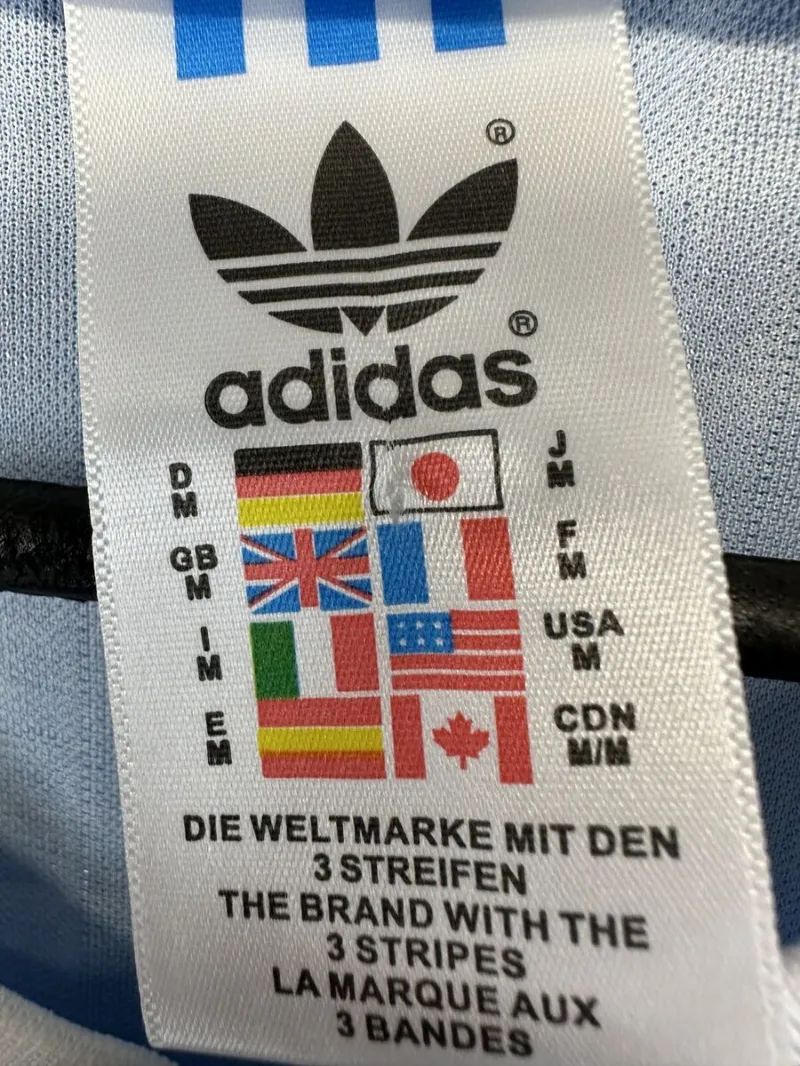 ®
®
adidas
D
M
J
M
GB
M
F
M
I
M
USA
M
E
M
CDN
M/M
DIE WELTMARKE MIT DEN
3 STREIFEN
THE BRAND WITH THE
3 STRIPES
LA MARQUE AUX
3 BANDES